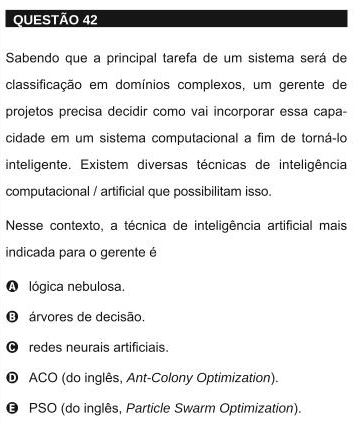 QUESTÃO 42
Sabendo que a principal tarefa de um sistema será de
classificação em domínios complexos, um gerente de
projetos precisa decidir como vai incorporar essa capa-
cidade em um sistema computacional a fim de torná-lo
inteligente. Existem diversas técnicas de inteligência
computacional / artificial que possibilitam isso.
Nesse contexto, a técnica de inteligência artificial mais
indicada para o gerente é
A lógica nebulosa.
B árvores de decisão.
C redes neurais artificiais.
D ACO (do inglês, Ant-Colony Optimization).
E PSO (do inglês, Particle Swarm Optimization).